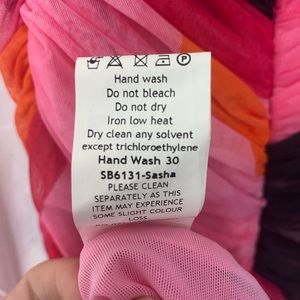 P
Hand wash
Do not bleach
Do not dry
Iron low heat
Dry clean any solvent
except trichloroethylene
Hand Wash 30
SB6131-Sasha
PLEASE CLEAN
SEPARATELY AS THIS
ITEM MAY EXPERIENCE
SOME SLIGHT COLOUR
LOSS